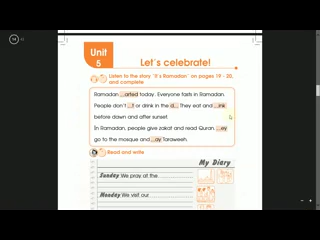 Unit
5
Let's celebrate!
Listen to the story "It's Ramadan" on pages 19 - 20,
and complete
Ramadan ...arted today. Everyone fasts in Ramadan.
People don't ...t or drink in the d... They eat and ...ink
before dawn and after sunset.
In Ramadan, people give zakat and read Quran. ...ey
go to the mosque and ...ay Taraweeh.
Read and write
My Diary
Sunday We pray at the
Monday We visit our